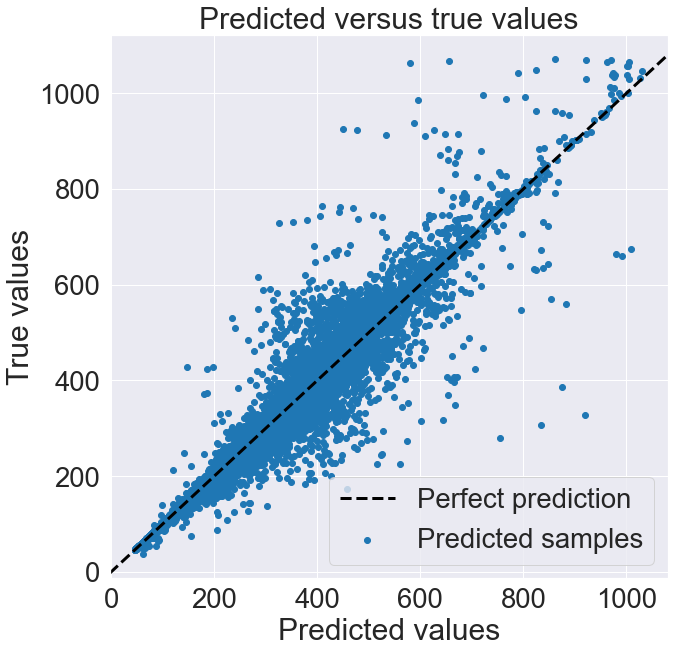 Predicted versus true values
True values
1000
800
600
400
200
0
0 200 400 600 800 1000
Predicted values
Perfect prediction
Predicted samples